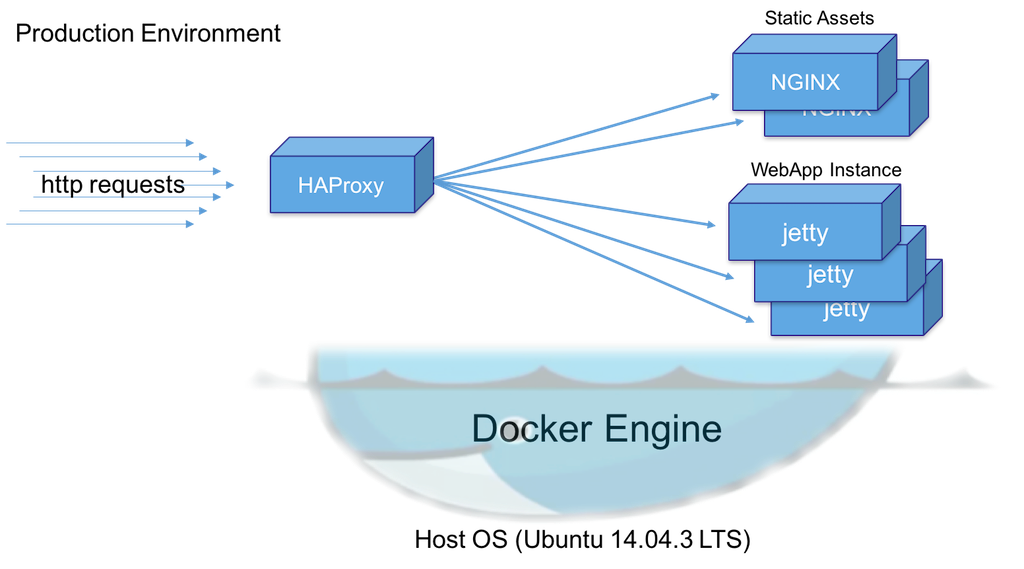 Production Environment
Static Assets
NGINX
NGINX
http requests
HAProxy
WebApp Instance
jetty
jetty
jetty
Docker Engine
Host OS (Ubuntu 14.04.3 LTS)